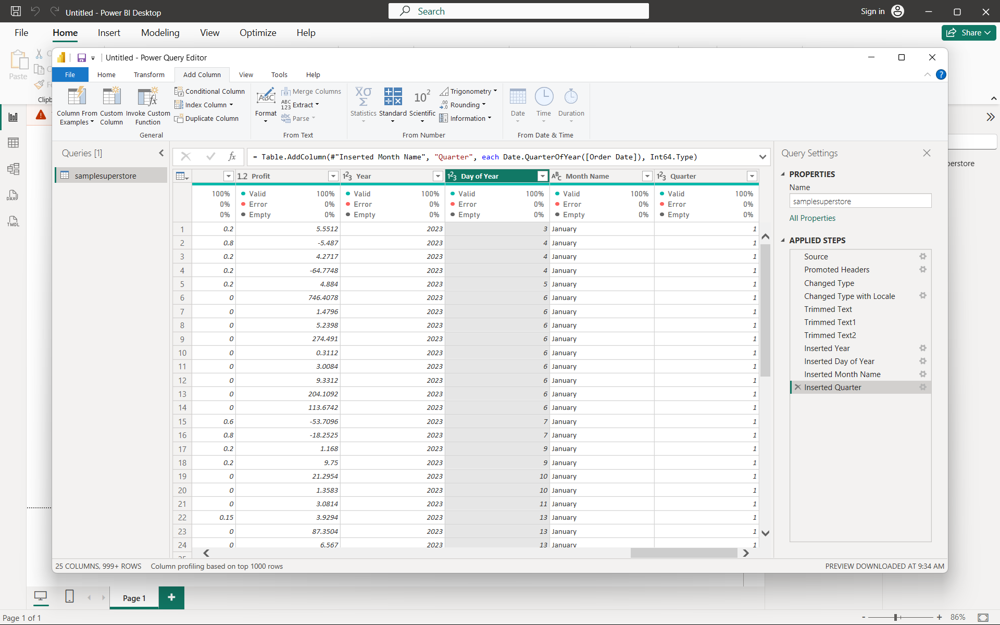 Untitled - Power BI Desktop
Search
Sign in
File Home Insert Modeling View Optimize Help
Share
Paste
Clipb
Untitled - Power Query Editor
File Home Transform Add Column View Tools Help
Column From Examples
Custom Column
Invoke Custom Function
Conditional Column
Index Column
Duplicate Column
General
Format
Merge Columns
Extract
Parse
From Text
Statistics
Standard
Scientific
Trigonometry
Rounding
Information
From Number
Date
Time
Duration
From Date & Time
Queries [1]
samplesuperstore
= Table.AddColumn(#"Inserted Month Name", "Quarter", each Date.QuarterOfYear([Order Date]), Int64.Type)
1.2 Profit 123 Year 123 Day of Year ABC Month Name 123 Quarter
100% Valid 100% Valid 100% Valid 100% Valid 100% Valid 100%
0% Error 0% Error 0% Error 0% Error 0% Error 0%
0% Empty 0% Empty 0% Empty 0% Empty 0% Empty 0%
1 0.2 5.5512 2023 3 January 1
2 0.8 -5.487 2023 4 January 1
3 0.2 4.2717 2023 4 January 1
4 0.2 -64.7748 2023 4 January 1
5 0.2 4.884 2023 5 January 1
6 0 746.4078 2023 6 January 1
7 0 1.4796 2023 6 January 1
8 0 5.2398 2023 6 January 1
9 0 274.491 2023 6 January 1
10 0 0.3112 2023 6 January 1
11 0 3.0084 2023 6 January 1
12 0 9.3312 2023 6 January 1
13 0 204.1092 2023 6 January 1
14 0 113.6742 2023 6 January 1
15 0.6 -53.7096 2023 7 January 1
16 0.8 -18.2525 2023 7 January 1
17 0.2 1.168 2023 9 January 1
18 0.2 9.75 2023 9 January 1
19 0 21.2954 2023 10 January 1
20 0 1.3583 2023 10 January 1
21 0 3.0814 2023 11 January 1
22 0.15 3.9294 2023 13 January 1
23 0 87.3504 2023 13 January 1
24 0 6.567 2023 13 January 1
Query Settings
PROPERTIES
Name
samplesuperstore
All Properties
APPLIED STEPS
Source
Promoted Headers
Changed Type
Changed Type with Locale
Trimmed Text
Trimmed Text1
Trimmed Text2
Inserted Year
Inserted Day of Year
Inserted Month Name
Inserted Quarter
perstore
DAX
TMDL
25 COLUMNS, 999+ ROWS Column profiling based on top 1000 rows
PREVIEW DOWNLOADED AT 9:34 AM
Page 1
Page 1 of 1
86%